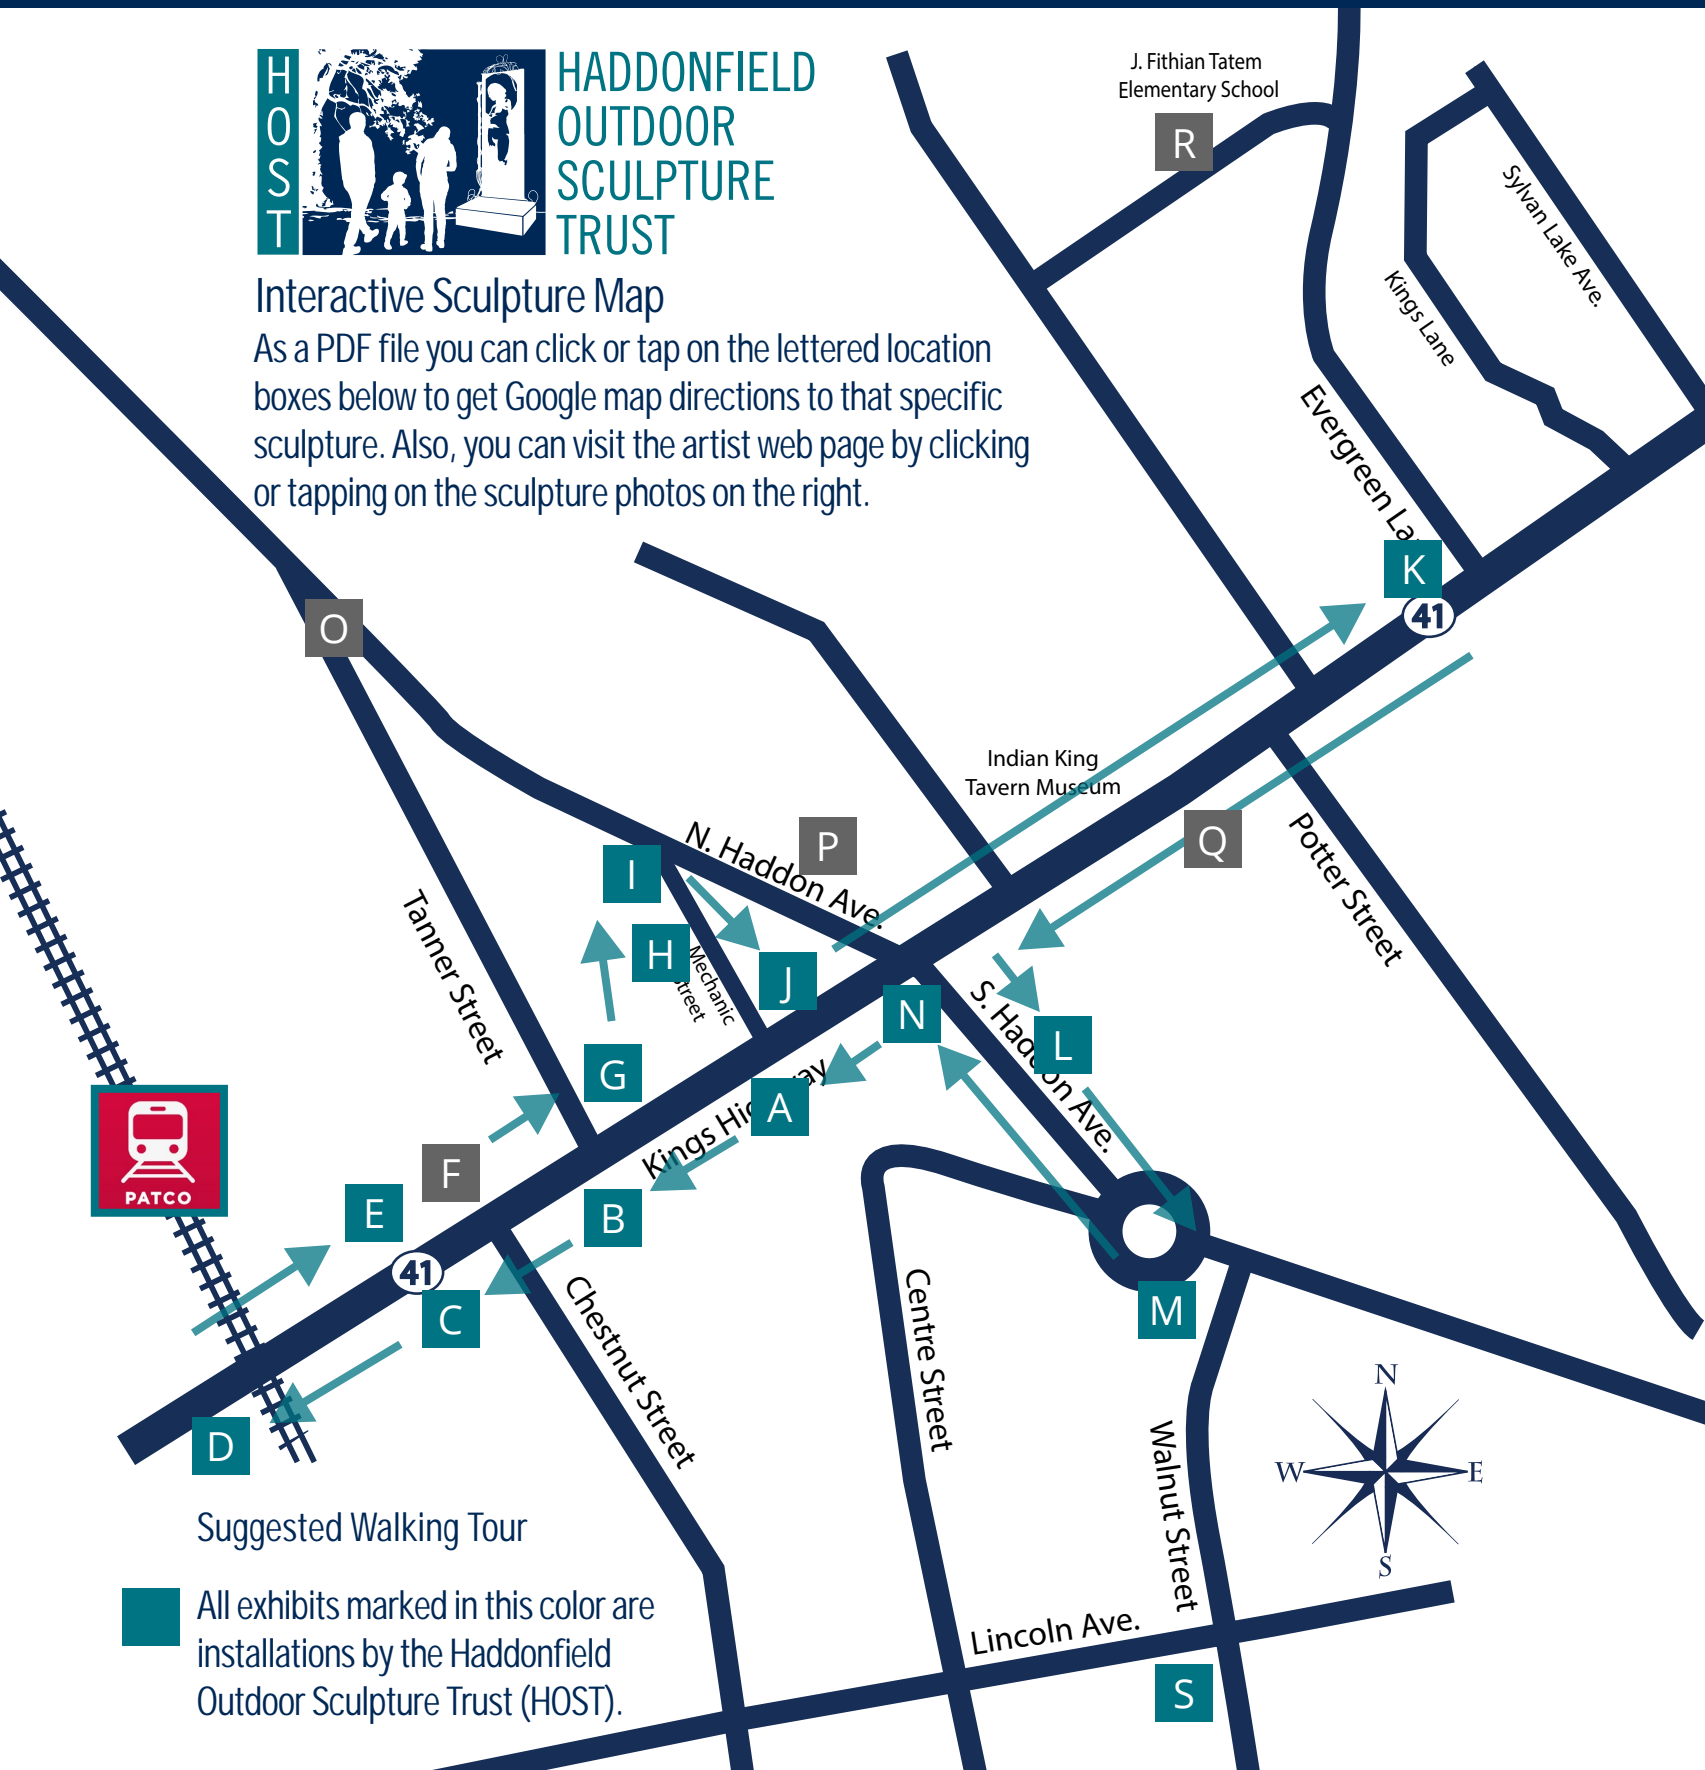 HOST
HADDONFIELD
OUTDOOR
SCULPTURE
TRUST
Interactive Sculpture Map
As a PDF file you can click or tap on the lettered location
boxes below to get Google map directions to that specific
sculpture. Also, you can visit the artist web page by clicking
or tapping on the sculpture photos on the right.
J. Fithian Tatem
Elementary School
R
Sylvan Lake Ave.
Kings Lane
Evergreen La
K
41
O
Indian King
Tavern Museum
P
Q
N. Haddon Ave.
Potter Street
I
H
Mechanic
treet
J
Tanner Street
N
S. Haddon Ave.
L
G
A
Kings Highway
PATCO
F
E
B
41
C
M
Chestnut Street
Centre Street
Walnut Street
D
N
W
E
S
Suggested Walking Tour
All exhibits marked in this color are
installations by the Haddonfield
Outdoor Sculpture Trust (HOST).
Lincoln Ave.
S